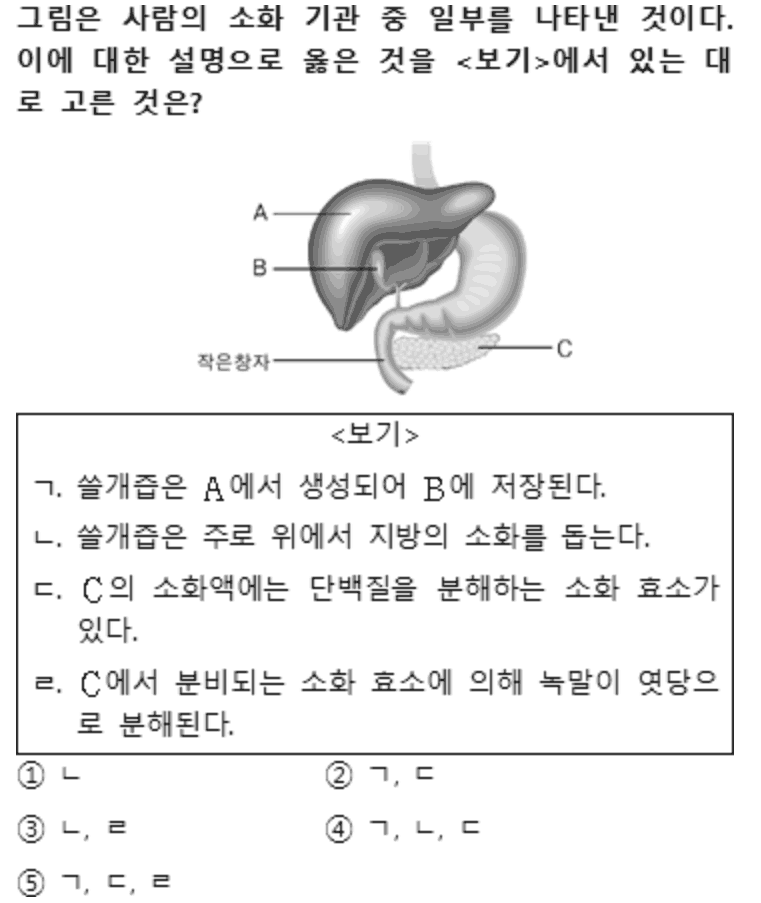 그림은 사람의 소화 기관 중 일부를 나타낸 것이다.
이에 대한 설명으로 옳은 것을 <보기>에서 있는 대
로 고른 것은?
A
B
작은창자
C
<보기>
ㄱ. 쓸개즙은 A에서 생성되어 B에 저장된다.
ㄴ. 쓸개즙은 주로 위에서 지방의 소화를 돕는다.
ㄷ. C의 소화액에는 단백질을 분해하는 소화 효소가
있다.
ㄹ. C에서 분비되는 소화 효소에 의해 녹말이 엿당으
로 분해된다.
① ㄴ ② ㄱ, ㄷ
③ ㄴ, ㄹ ④ ㄱ, ㄴ, ㄷ
⑤ ㄱ, ㄷ, ㄹ